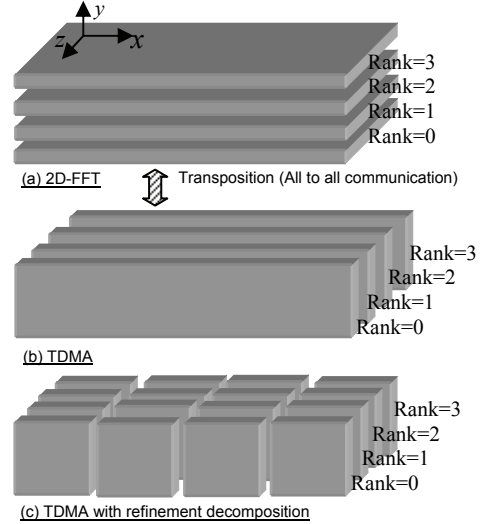 y
z
x
Rank=3
Rank=2
Rank=1
Rank=0
(a) 2D-FFT
Transposition (All to all communication)
Rank=3
Rank=2
Rank=1
Rank=0
(b) TDMA
Rank=3
Rank=2
Rank=1
Rank=0
(c) TDMA with refinement decomposition